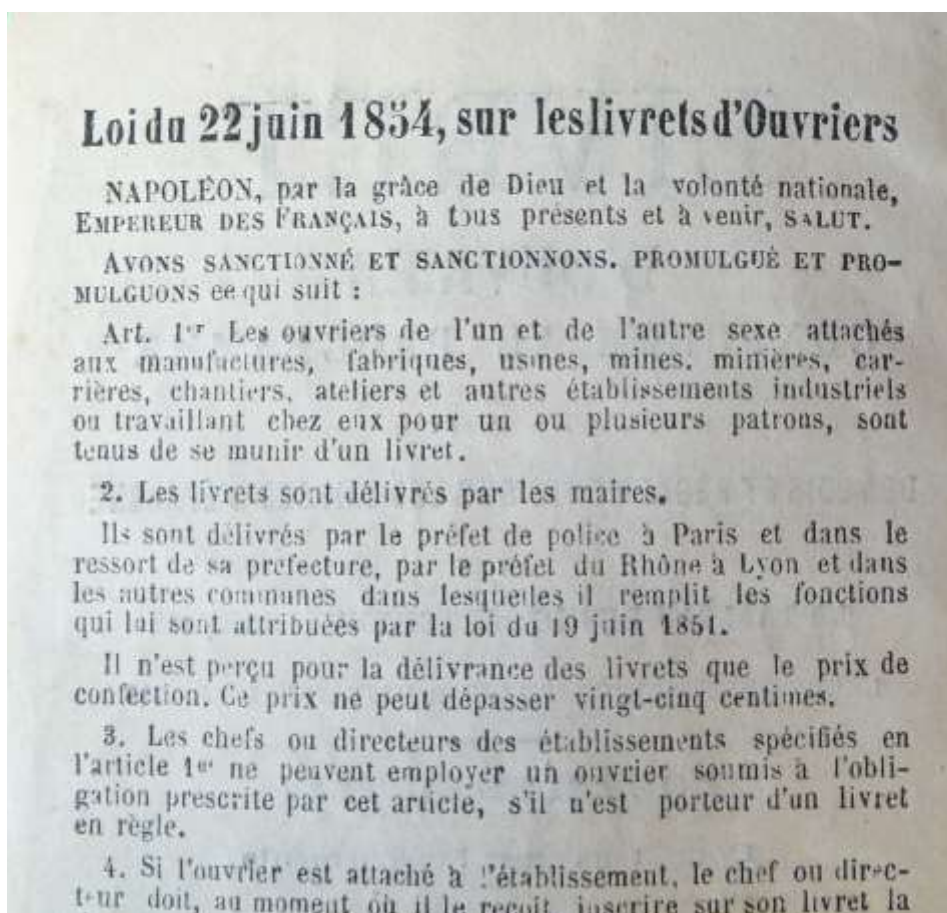 Loi du 22 juin 1854, sur les livrets d'Ouvriers
NAPOLÉON, par la grâce de Dieu et la volonté nationale,
EMPEREUR DES FRANÇAIS, à tous présents et à venir, SALUT.
AVONS SANCTIONNÉ ET SANCTIONNONS. PROMULGUÉ ET PRO-
MULGUONS ce qui suit :
Art. 1er Les ouvriers de l'un et de l'autre sexe attachés
aux manufactures, fabriques, usines, mines. minières, car-
rières, chantiers, ateliers et autres établissements industriels
ou travaillant chez eux pour un ou plusieurs patrons, sont
tenus de se munir d'un livret.
2. Les livrets sont délivrés par les maires.
Ils sont délivrés par le préfet de police à Paris et dans le
ressort de sa prefecture, par le préfet du Rhône à Lyon et dans
les autres communes dans lesquelles il remplit les fonctions
qui lui sont attribuées par la loi du 19 juin 1851.
Il n'est perçu pour la délivrance des livrets que le prix de
confection. Ce prix ne peut dépasser vingt-cinq centimes.
3. Les chefs ou directeurs des établissements spécifiés en
l'article 1er ne peuvent employer un ouvrier soumis à l'obli-
gation prescrite par cet article, s'il n'est porteur d'un livret
en règle.
4. Si l'ouvrier est attaché à l'établissement, le chef ou direc-
teur doit, au moment où il le reçoit inscrire sur son livret la